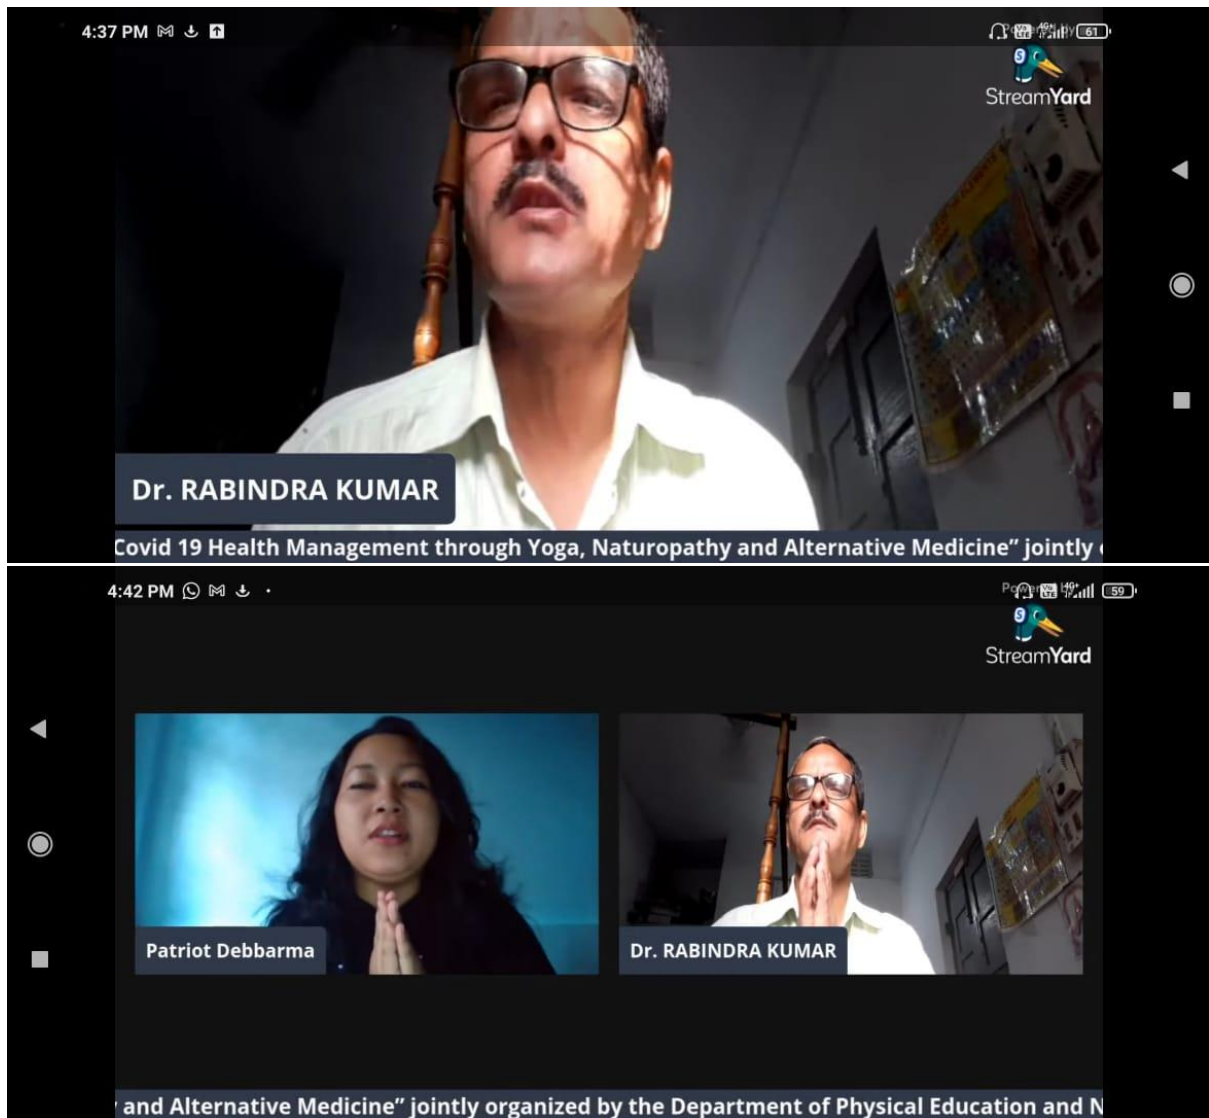 4:37 PM
61
StreamYard
Dr. RABINDRA KUMAR
Covid 19 Health Management through Yoga, Naturopathy and Alternative Medicine” jointly
4:42 PM
59
StreamYard
Patriot Debbarma
Dr. RABINDRA KUMAR
and Alternative Medicine” jointly organized by the Department of Physical Education and N